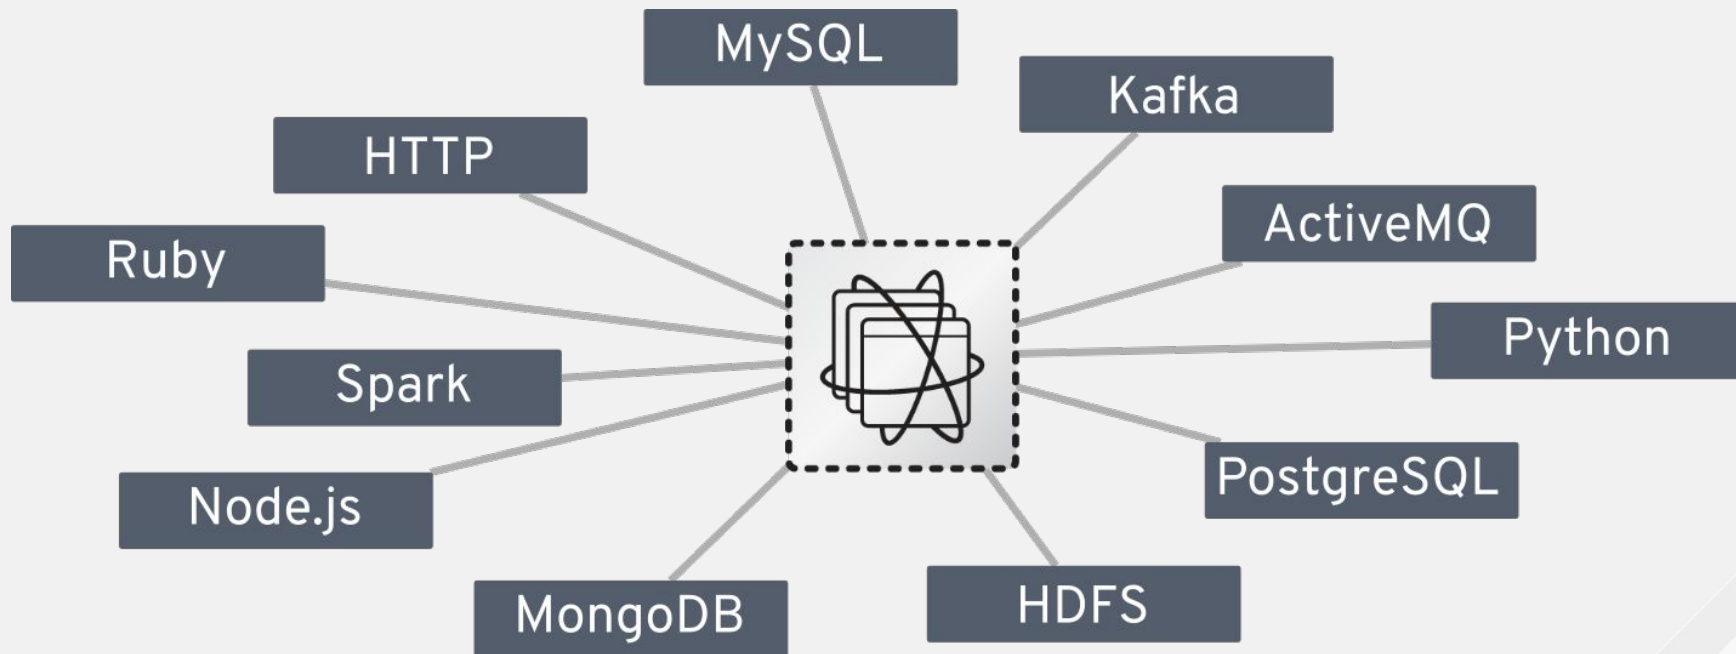 MySQL
Kafka
HTTP
ActiveMQ
Ruby
Python
Spark
PostgreSQL
Node.js
HDFS
MongoDB